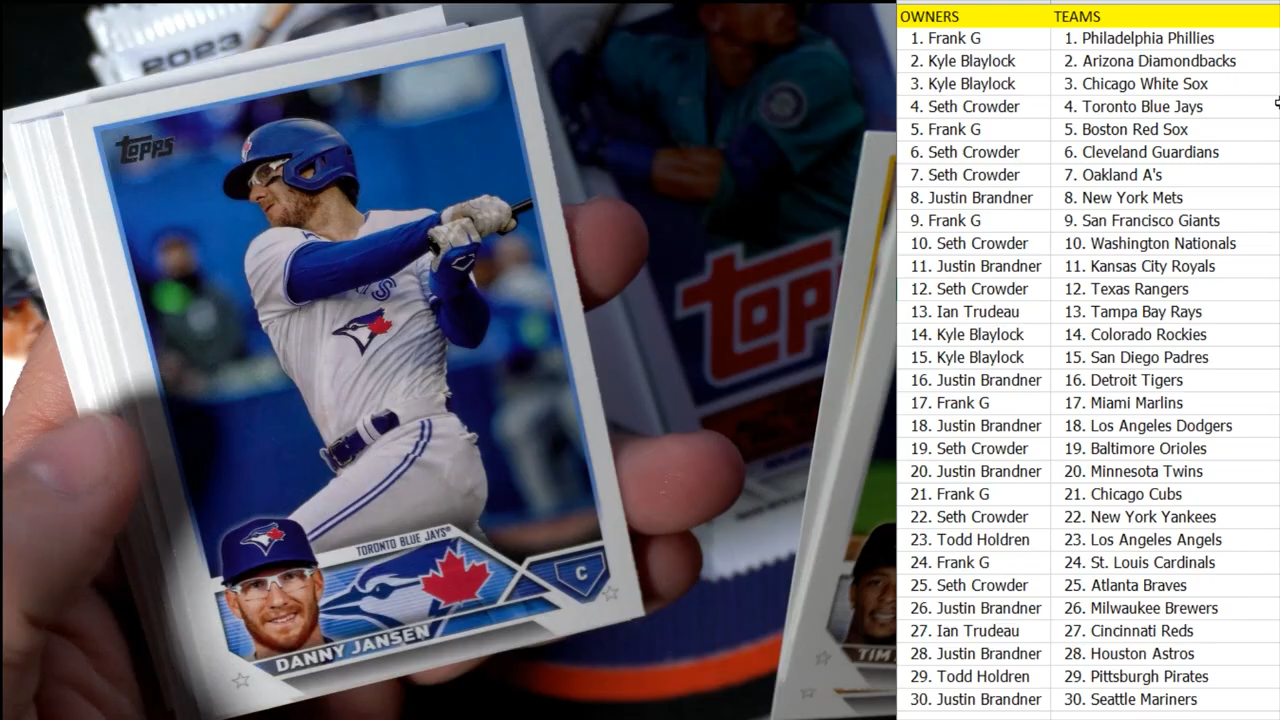 2023
Topps
TORONTO BLUE JAYS®
C
DANNY JANSEN
TOPP
TIM
OWNERS TEAMS
1. Frank G 1. Philadelphia Phillies
2. Kyle Blaylock 2. Arizona Diamondbacks
3. Kyle Blaylock 3. Chicago White Sox
4. Seth Crowder 4. Toronto Blue Jays
5. Frank G 5. Boston Red Sox
6. Seth Crowder 6. Cleveland Guardians
7. Seth Crowder 7. Oakland A's
8. Justin Brandner 8. New York Mets
9. Frank G 9. San Francisco Giants
10. Seth Crowder 10. Washington Nationals
11. Justin Brandner 11. Kansas City Royals
12. Seth Crowder 12. Texas Rangers
13. Ian Trudeau 13. Tampa Bay Rays
14. Kyle Blaylock 14. Colorado Rockies
15. Kyle Blaylock 15. San Diego Padres
16. Justin Brandner 16. Detroit Tigers
17. Frank G 17. Miami Marlins
18. Justin Brandner 18. Los Angeles Dodgers
19. Seth Crowder 19. Baltimore Orioles
20. Justin Brandner 20. Minnesota Twins
21. Frank G 21. Chicago Cubs
22. Seth Crowder 22. New York Yankees
23. Todd Holdren 23. Los Angeles Angels
24. Frank G 24. St. Louis Cardinals
25. Seth Crowder 25. Atlanta Braves
26. Justin Brandner 26. Milwaukee Brewers
27. Ian Trudeau 27. Cincinnati Reds
28. Justin Brandner 28. Houston Astros
29. Todd Holdren 29. Pittsburgh Pirates
30. Justin Brandner 30. Seattle Mariners